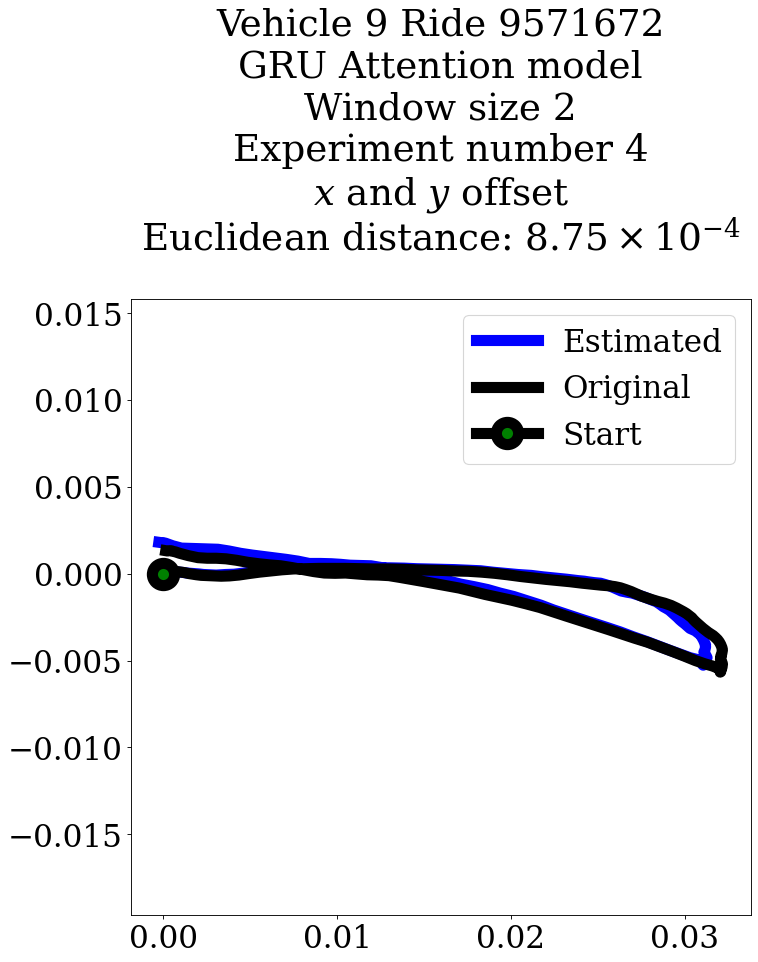 Vehicle 9 Ride 9571672
GRU Attention model
Window size 2
Experiment number 4
x and y offset
Euclidean distance: 8.75 × 10⁻⁴
Estimated
Original
Start
0.015
0.010
0.005
0.000
−0.005
−0.010
−0.015
0.00 0.01 0.02 0.03